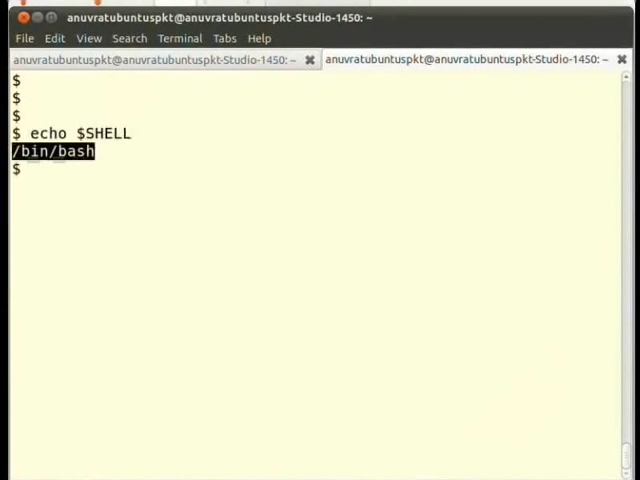 anuvratubuntuspkt@anuvratubuntuspkt-Studio-1450: ~
File Edit View Search Terminal Tabs Help
anuvratubuntuspkt@anuvratubuntuspkt-Studio-1450: ~ anuvratubuntuspkt@anuvratubuntuspkt-Studio-1450: ~
$
$
$
$ echo $SHELL
/bin/bash
$